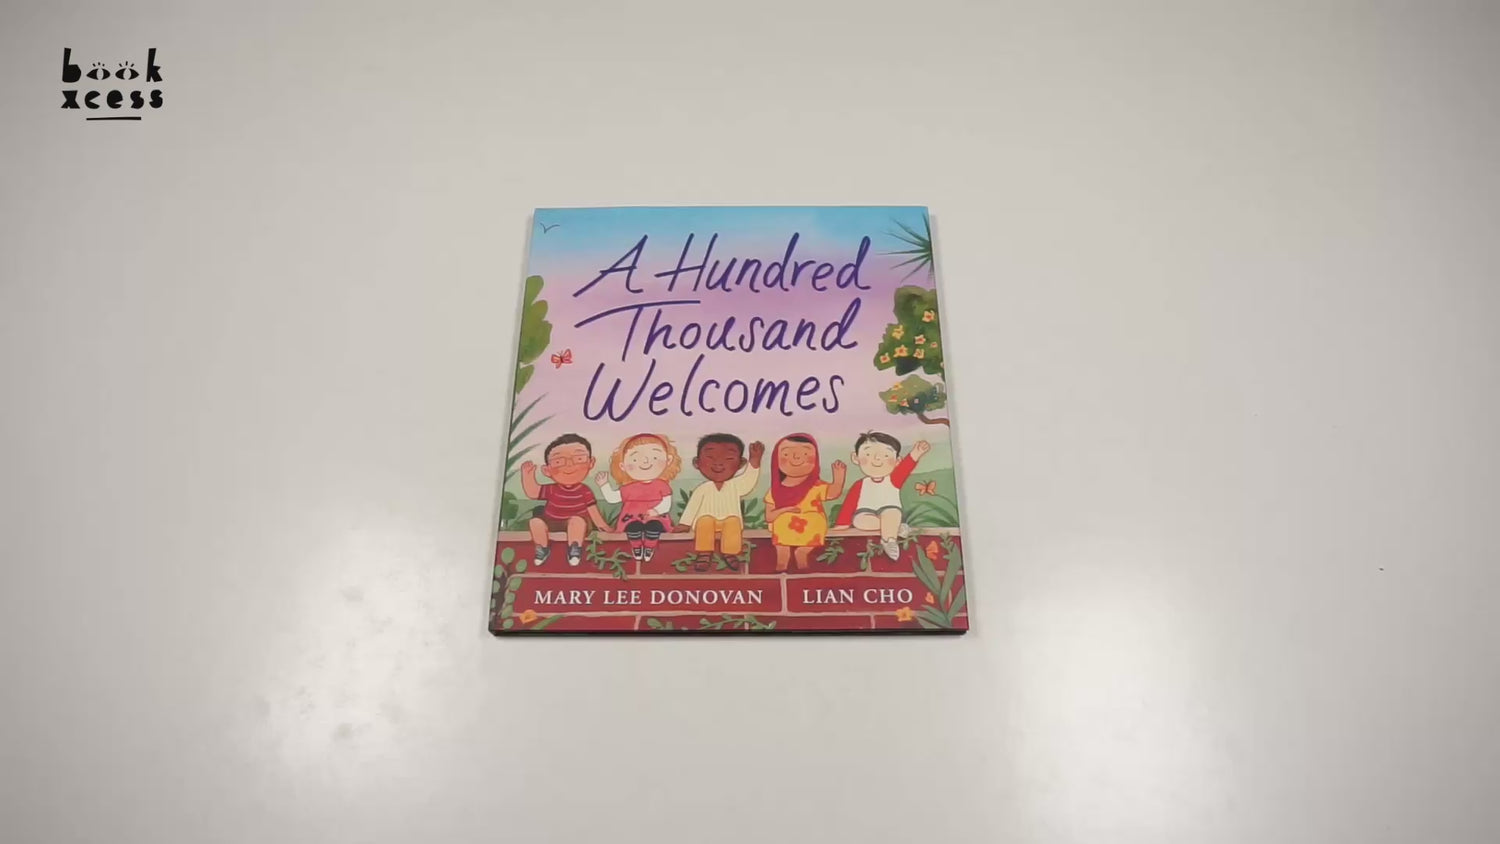 book
xcess
A Hundred
Thousand
Welcomes
MARY LEE DONOVAN
LIAN CHO